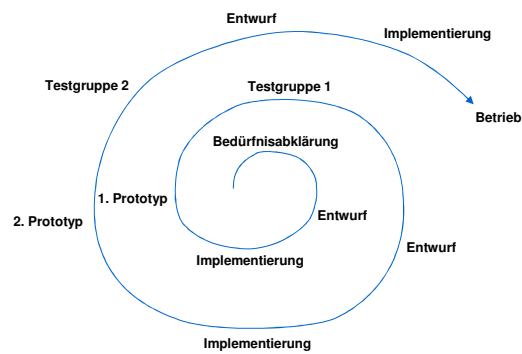 Entwurf
Implementierung
Testgruppe 2
Testgruppe 1
Betrieb
Bedürfnisabklärung
1. Prototyp
2. Prototyp
Entwurf
Entwurf
Implementierung
Implementierung